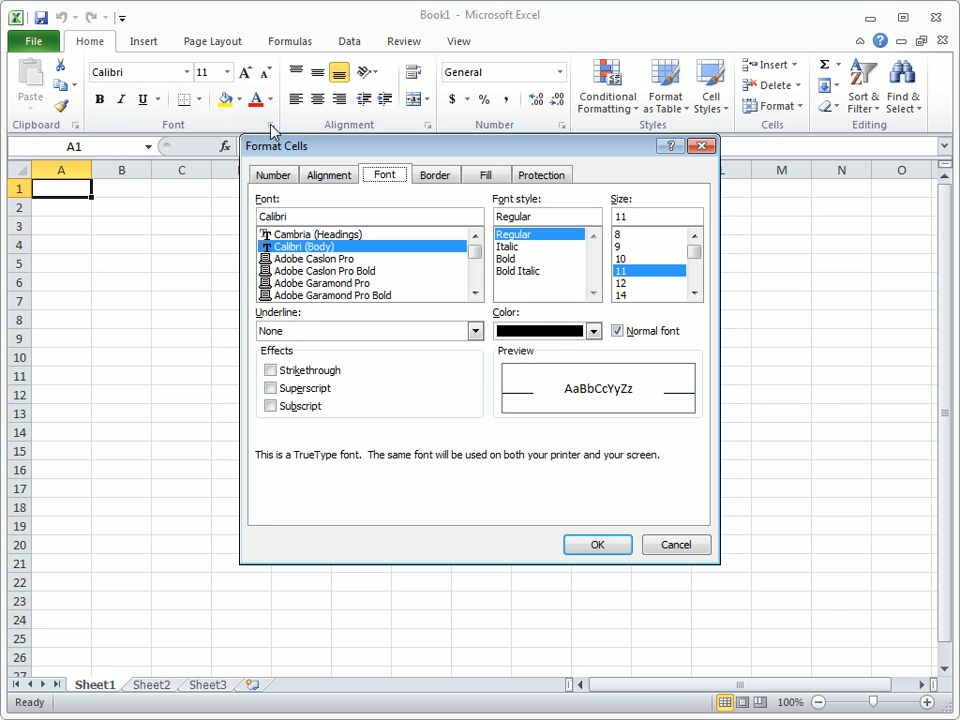 Book1 - Microsoft Excel
File Home Insert Page Layout Formulas Data Review View
Paste
Calibri 11
General
Insert
Delete
Format
B I U
$ % ,
Conditional Formatting
Format as Table
Cell Styles
Σ
Sort & Filter
Find & Select
Clipboard Font Alignment Number Styles Cells Editing
A1 fx
A B C L M N O
Format Cells
Number Alignment Font Border Fill Protection
Font: Font style: Size:
Calibri Regular 11
Cambria (Headings) Regular 8
Calibri (Body) Italic 9
Adobe Caslon Pro Bold 10
Adobe Caslon Pro Bold Bold Italic 11
Adobe Garamond Pro 12
Adobe Garamond Pro Bold 14
Underline: Color:
None Normal font
Effects Preview
Strikethrough
Superscript
Subscript
AaBbCcYyZz
This is a TrueType font. The same font will be used on both your printer and your screen.
OK Cancel
1
2
3
4
5
6
7
8
9
10
11
12
13
14
15
16
17
18
19
20
21
22
23
24
25
26
Sheet1 Sheet2 Sheet3
Ready 100%